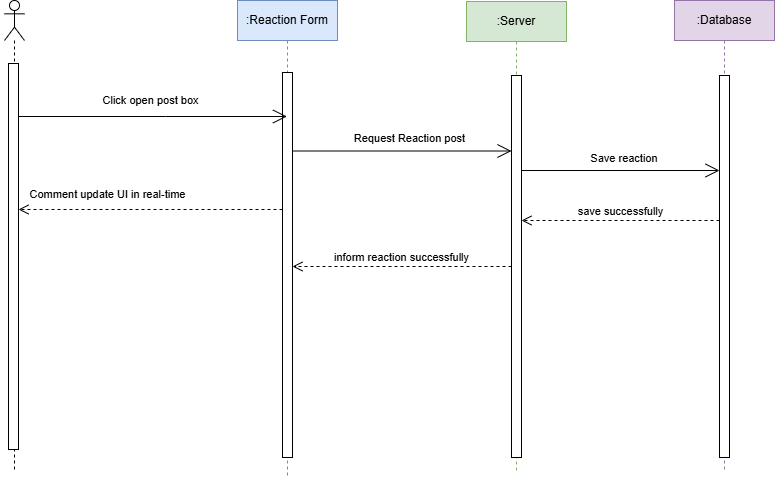 :Reaction Form
:Server
:Database
Click open post box
Request Reaction post
Save reaction
Comment update UI in real-time
save successfully
inform reaction successfully